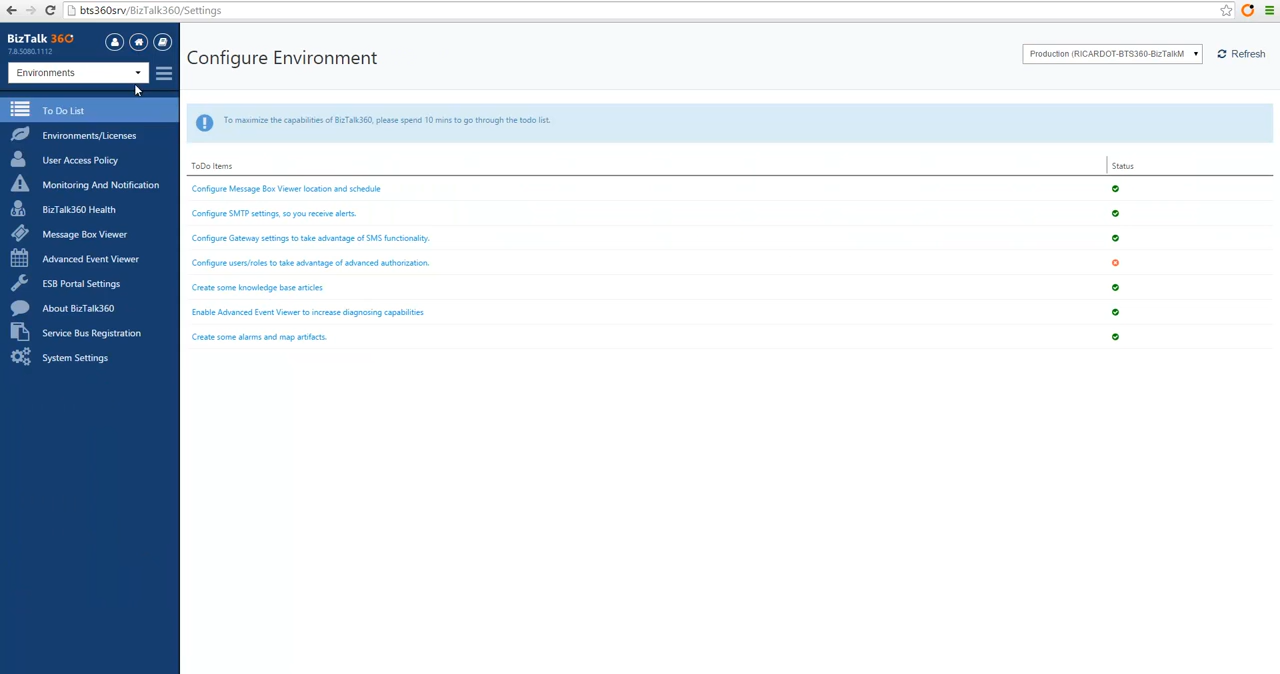 bts360srv/BizTalk360/Settings
BizTalk 360
7.8.5080.1112
Environments
To Do List
Environments/Licenses
User Access Policy
Monitoring And Notification
BizTalk360 Health
Message Box Viewer
Advanced Event Viewer
ESB Portal Settings
About BizTalk360
Service Bus Registration
System Settings
Configure Environment
Production (RICARDOT-BTS360-BizTalkM
Refresh
To maximize the capabilities of BizTalk360, please spend 10 mins to go through the todo list.
ToDo Items Status
Configure Message Box Viewer location and schedule
Configure SMTP settings, so you receive alerts.
Configure Gateway settings to take advantage of SMS functionality.
Configure users/roles to take advantage of advanced authorization.
Create some knowledge base articles
Enable Advanced Event Viewer to increase diagnosing capabilities
Create some alarms and map artifacts.